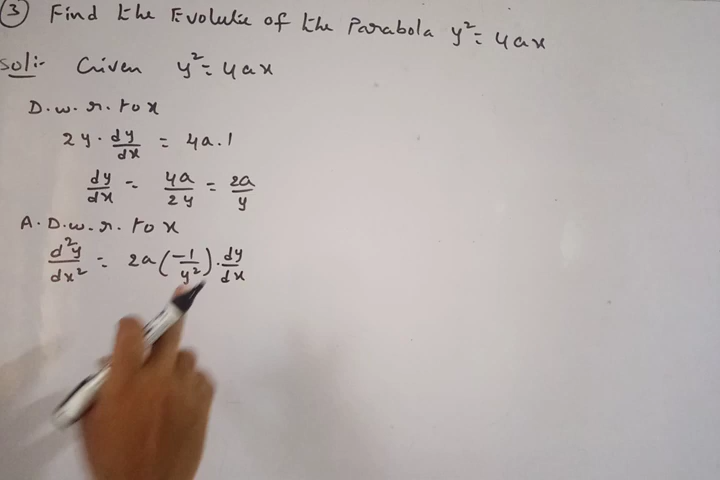 ③ Find the Evolute of the Parabola y² = 4ax
Sol:- Given y² = 4ax
D.w.r.to x
2y · dy/dx = 4a.1
dy/dx = 4a/2y = 2a/y
A.D.w.r.to x
d²y/dx² = 2a(-1/y²) · dy/dx